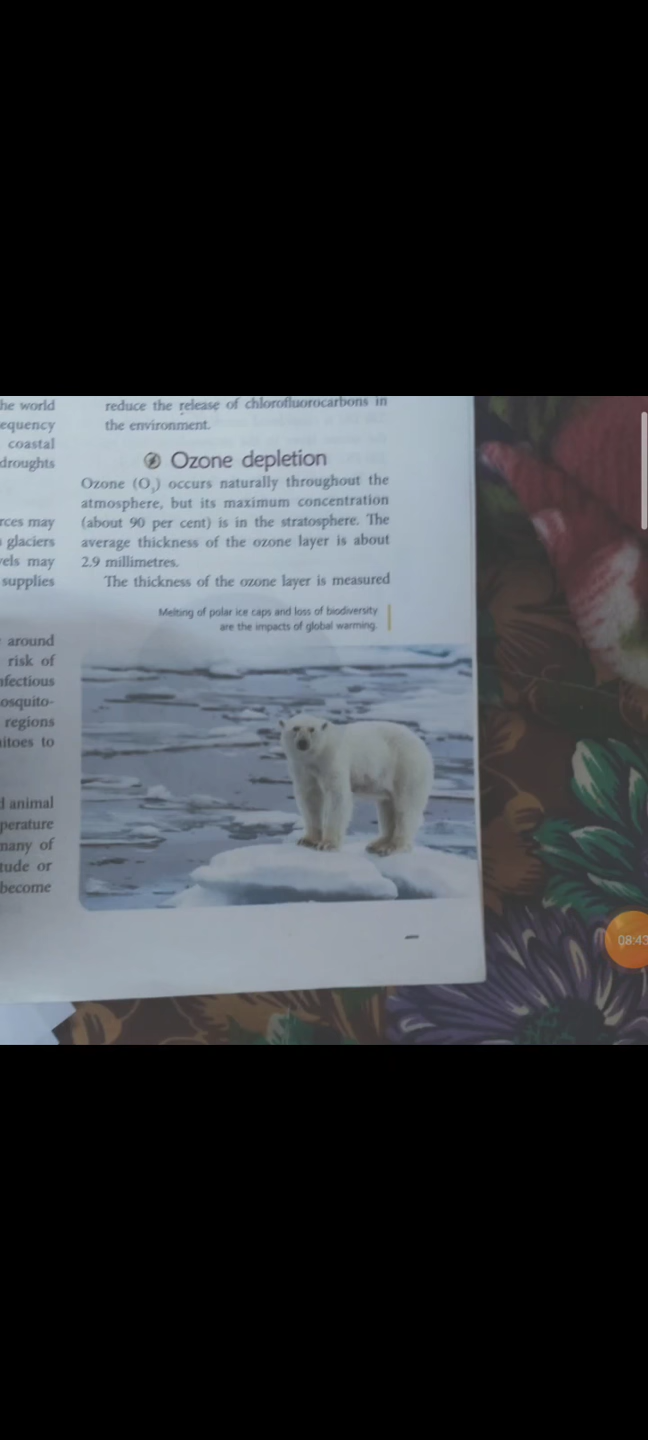 he world
equency
coastal
droughts
rces may
glaciers
vels may
supplies
around
risk of
nfectious
osquito-
regions
itoes to
d animal
perature
many of
tude or
become
reduce the release of chlorofluorocarbons in
the environment.
Ozone depletion
Ozone (O₃) occurs naturally throughout the
atmosphere, but its maximum concentration
(about 90 per cent) is in the stratosphere. The
average thickness of the ozone layer is about
2.9 millimetres.
The thickness of the ozone layer is measured
Melting of polar ice caps and loss of biodiversity
are the impacts of global warming.
08:43